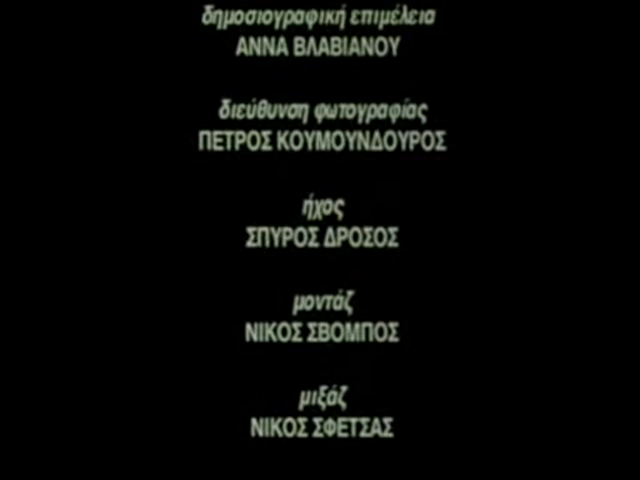 δημοσιογραφική επιμέλεια
ΑΝΝΑ ΒΛΑΒΙΑΝΟΥ
διεύθυνση φωτογραφίας
ΠΕΤΡΟΣ ΚΟΥΜΟΥΝΔΟΥΡΟΣ
ήχος
ΣΠΥΡΟΣ ΔΡΟΣΟΣ
μοντάζ
ΝΙΚΟΣ ΣΒΟΜΠΟΣ
μιξάζ
ΝΙΚΟΣ ΣΦΕΤΣΑΣ